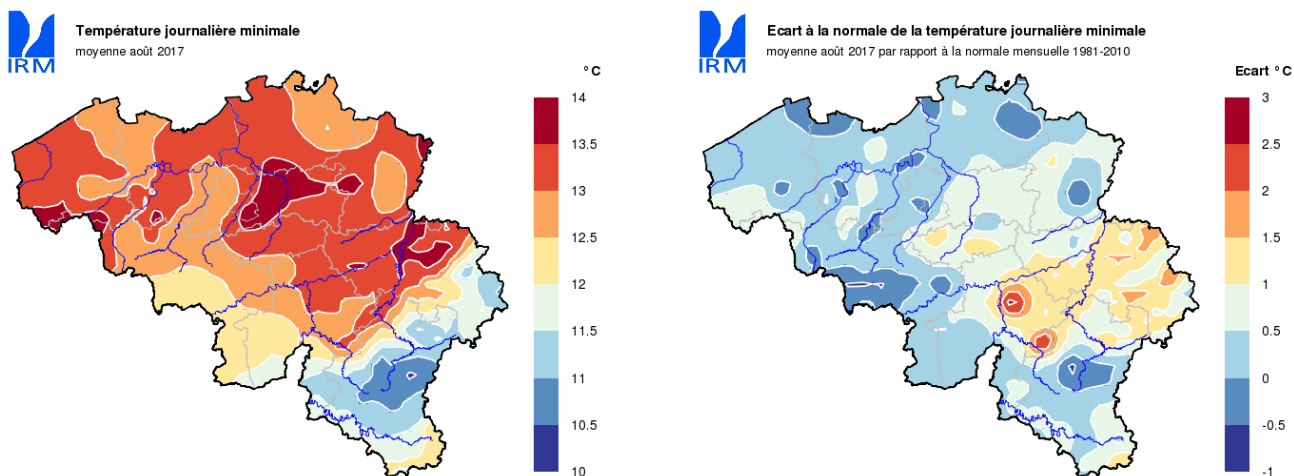 IRM
Température journalière minimale
moyenne août 2017
°C
14
13.5
13
12.5
12
11.5
11
10.5
10
IRM
Ecart à la normale de la température journalière minimale
moyenne août 2017 par rapport à la normale mensuelle 1981-2010
Ecart °C
3
2.5
2
1.5
1
0.5
0
-0.5
-1